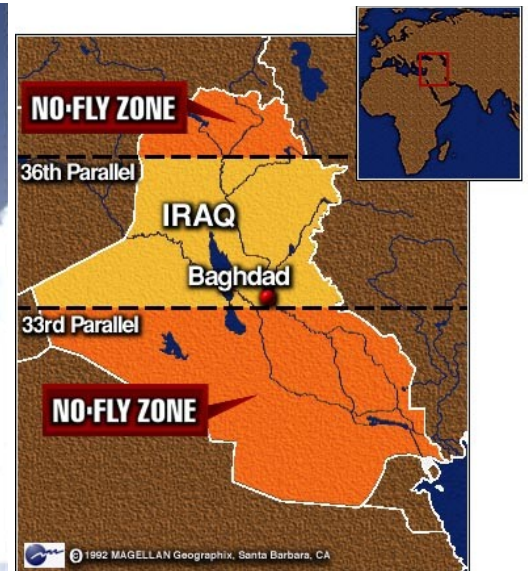 NO·FLY ZONE
36th Parallel
IRAQ
Baghdad
33rd Parallel
NO·FLY ZONE
© 1992 MAGELLAN Geographix, Santa Barbara, CA